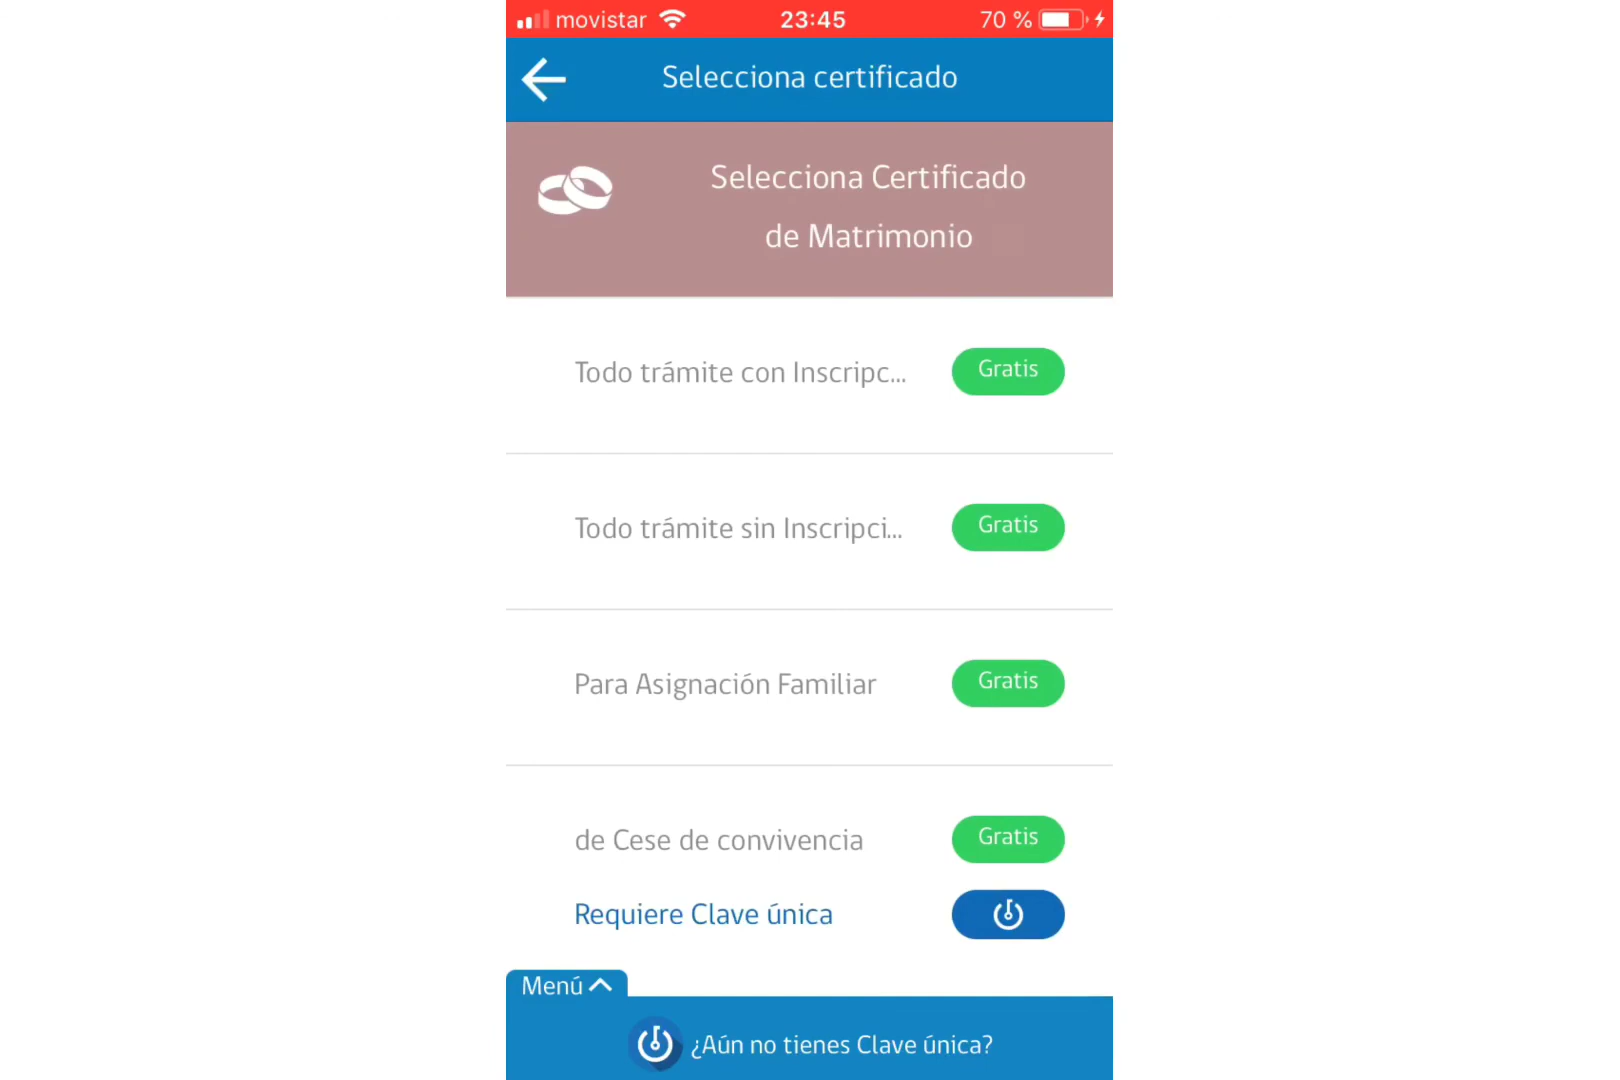 movistar 23:45 70 %
Selecciona certificado
Selecciona Certificado
de Matrimonio
Todo trámite con Inscripc... Gratis
Todo trámite sin Inscripci... Gratis
Para Asignación Familiar Gratis
de Cese de convivencia Gratis
Requiere Clave única
Menú
¿Aún no tienes Clave única?